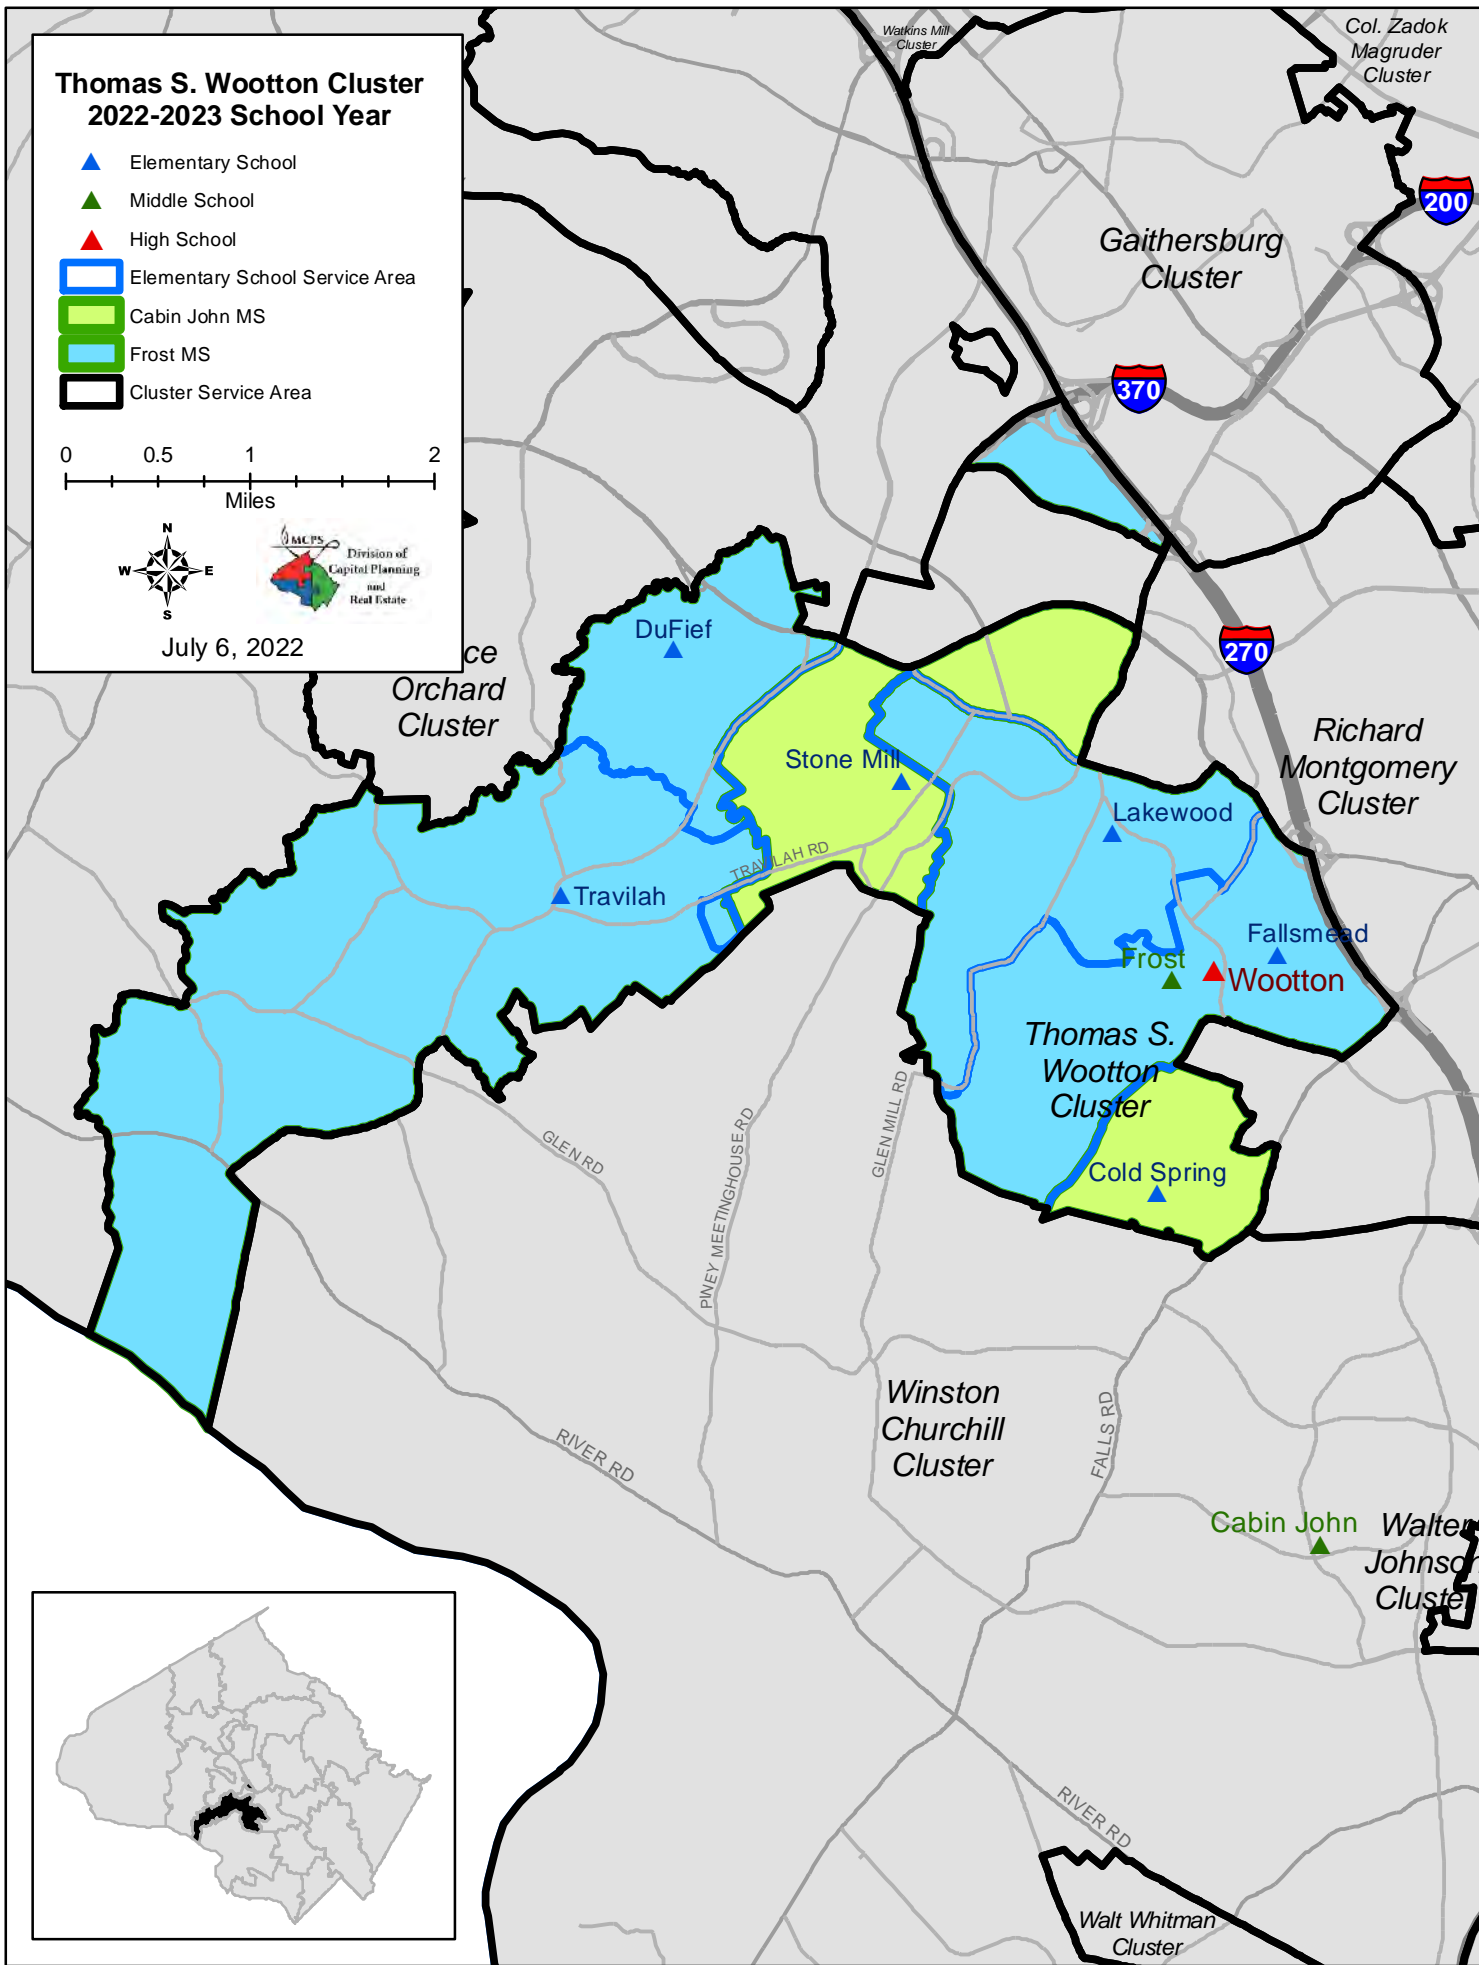 Thomas S. Wootton Cluster
2022-2023 School Year
Elementary School
Middle School
High School
Elementary School Service Area
Cabin John MS
Frost MS
Cluster Service Area
0 0.5 1 2
Miles
N
W E
S
MCPS
Division of
Capital Planning
and
Real Estate
July 6, 2022
Watkins Mill
Cluster
Col. Zadok
Magruder
Cluster
200
Gaithersburg
Cluster
370
270
ce
Orchard
Cluster
DuFief
Richard
Montgomery
Cluster
Stone Mill
Lakewood
TRAVILAH RD
Travilah
Fallsmead
Frost
Wootton
Thomas S.
Wootton
Cluster
GLEN RD
PINEY MEETINGHOUSE RD
GLEN MILL RD
Cold Spring
Winston
Churchill
Cluster
FALLS RD
RIVER RD
Cabin John
Walter
Johnson
Cluster
RIVER RD
Walt Whitman
Cluster